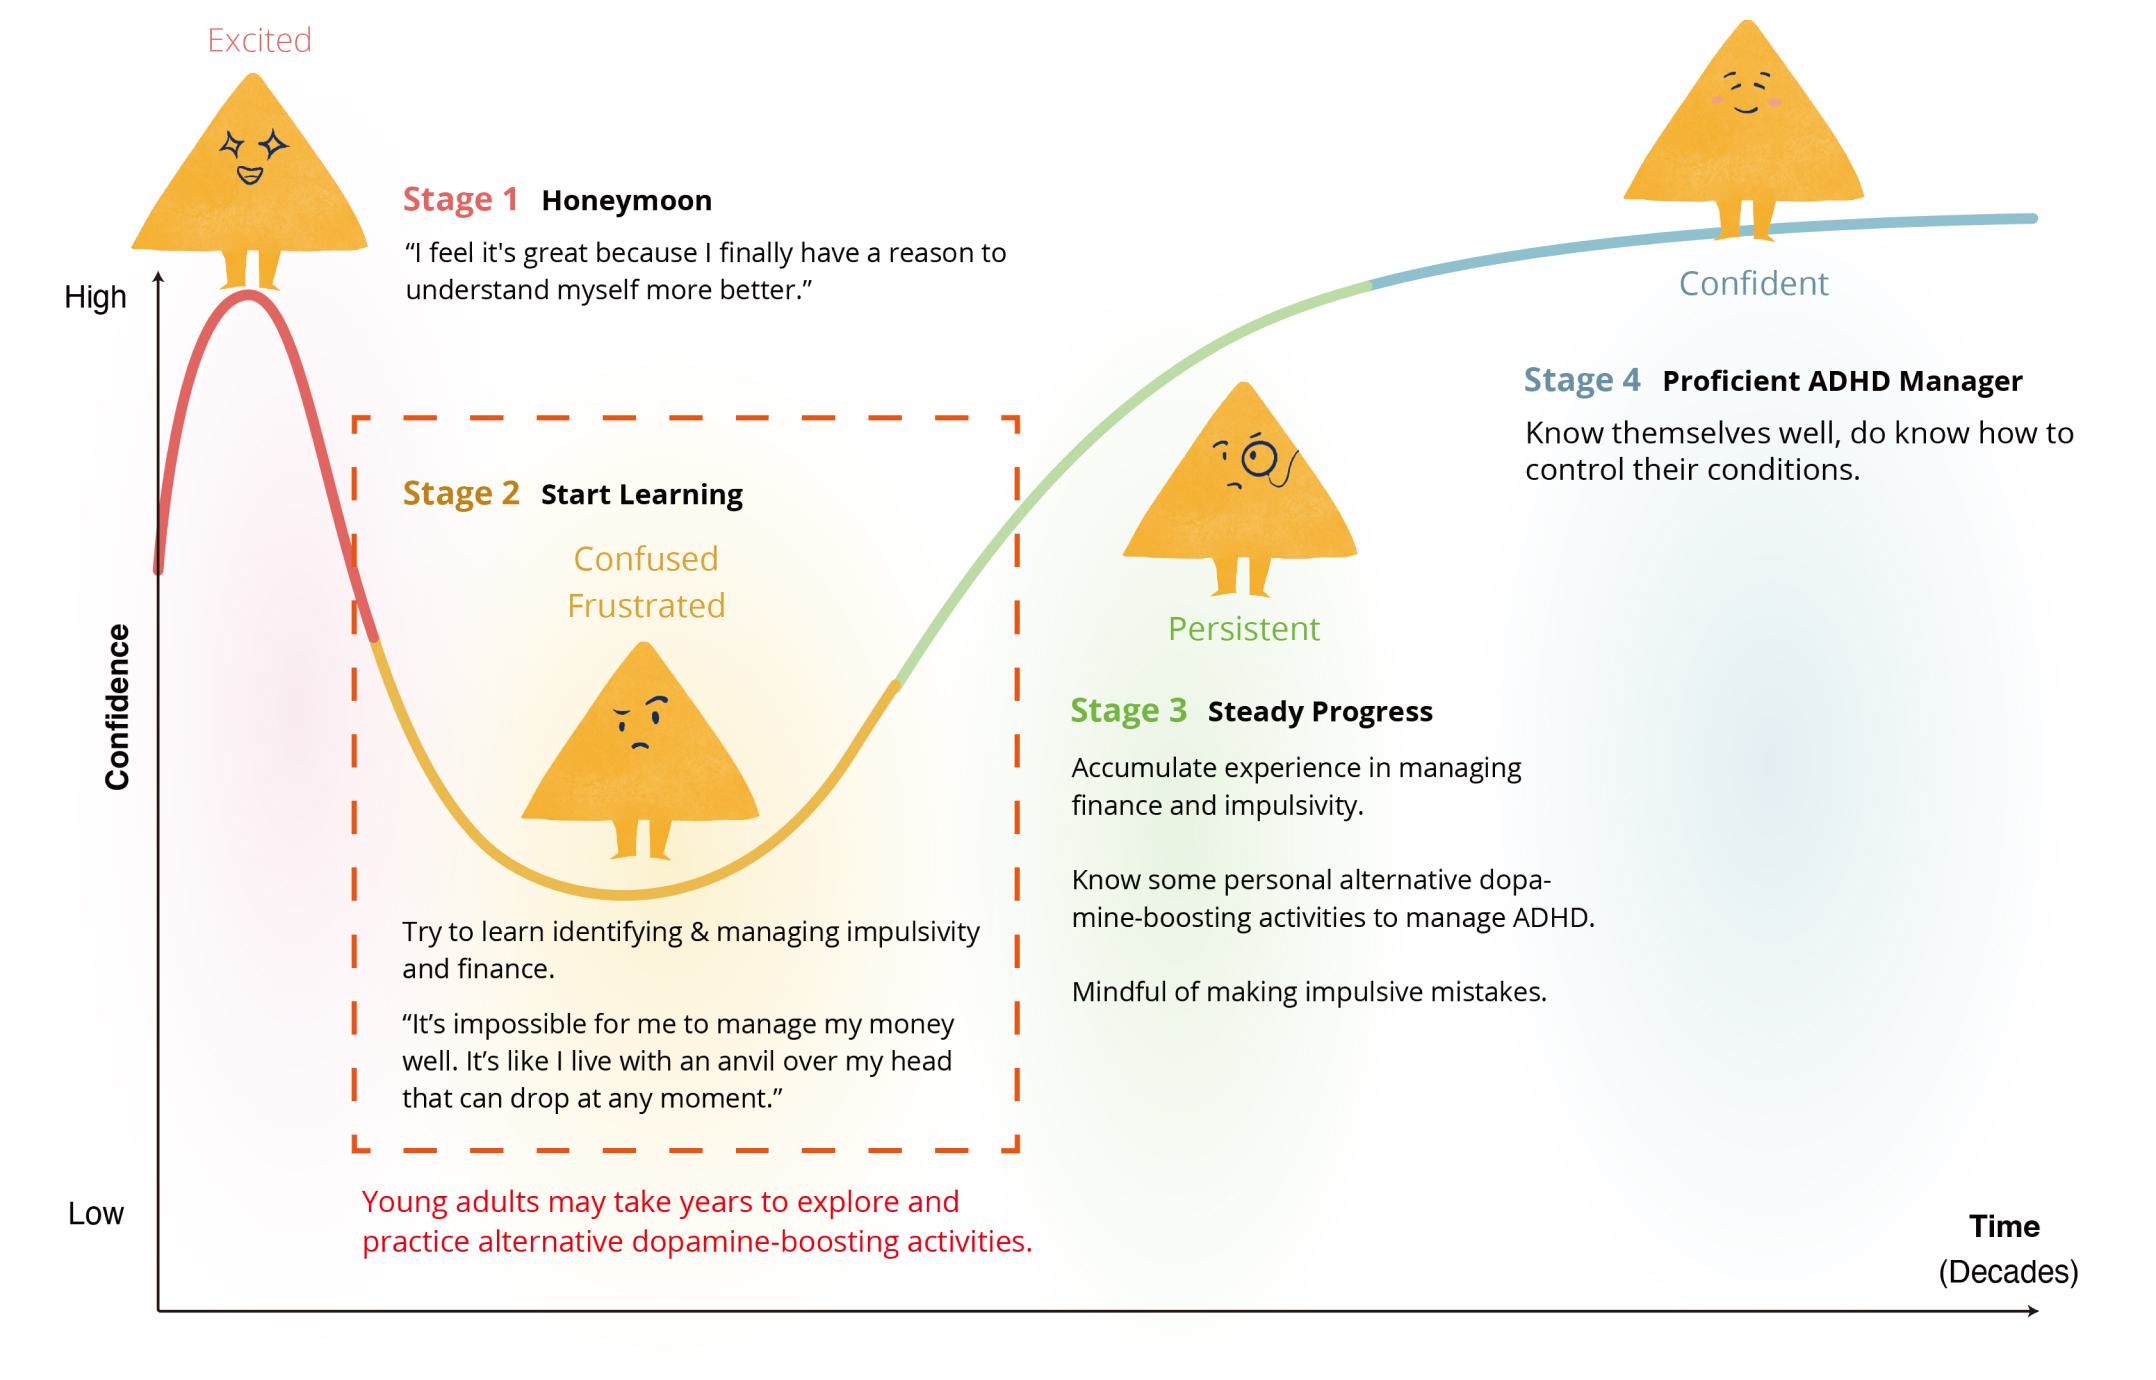 Excited
Stage 1 Honeymoon
“I feel it's great because I finally have a reason to
understand myself more better.”
High
Confidence
Low
Stage 2 Start Learning
Confused
Frustrated
Try to learn identifying & managing impulsivity
and finance.
“It’s impossible for me to manage my money
well. It’s like I live with an anvil over my head
that can drop at any moment.”
Young adults may take years to explore and
practice alternative dopamine-boosting activities.
Persistent
Stage 3 Steady Progress
Accumulate experience in managing
finance and impulsivity.
Know some personal alternative dopa-
mine-boosting activities to manage ADHD.
Mindful of making impulsive mistakes.
Confident
Stage 4 Proficient ADHD Manager
Know themselves well, do know how to
control their conditions.
Time
(Decades)